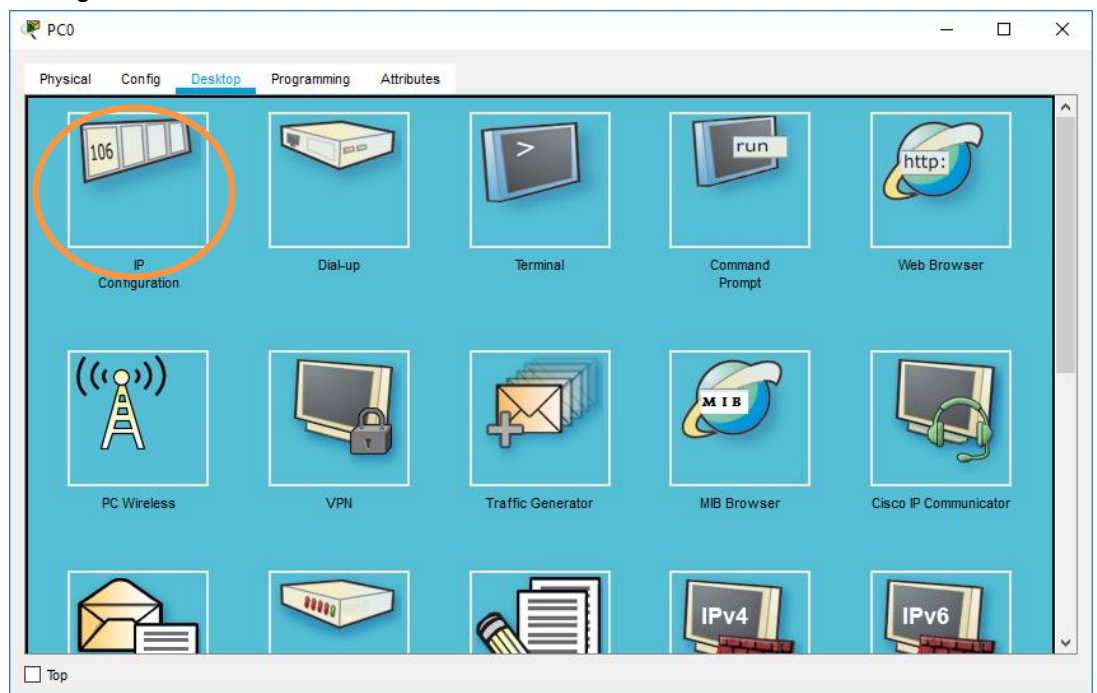 PC0
Physical Config Desktop Programming Attributes
106
>
run
http:
IP
Configuration
Dial-up
Terminal
Command
Prompt
Web Browser
MIB
PC Wireless
VPN
Traffic Generator
MIB Browser
Cisco IP Communicator
IPv4
IPv6
Top